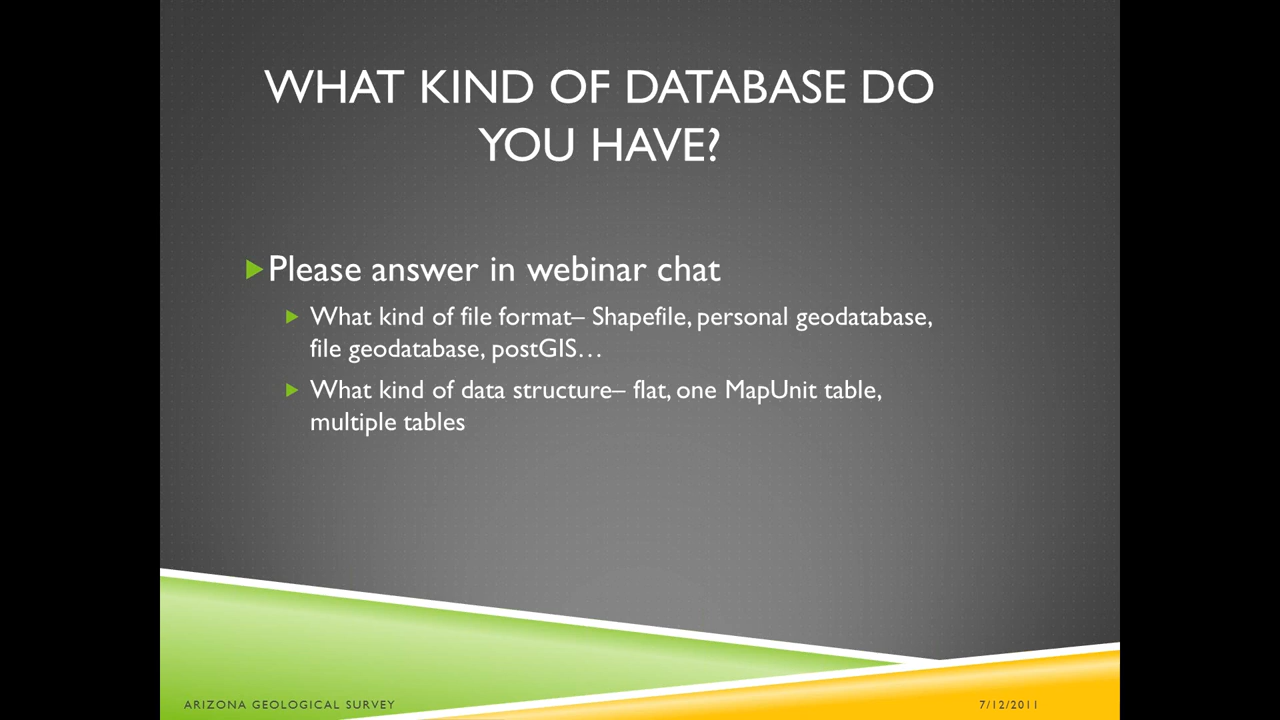 WHAT KIND OF DATABASE DO
YOU HAVE?
Please answer in webinar chat
What kind of file format– Shapefile, personal geodatabase,
file geodatabase, postGIS…
What kind of data structure– flat, one MapUnit table,
multiple tables
ARIZONA GEOLOGICAL SURVEY
7/12/2011